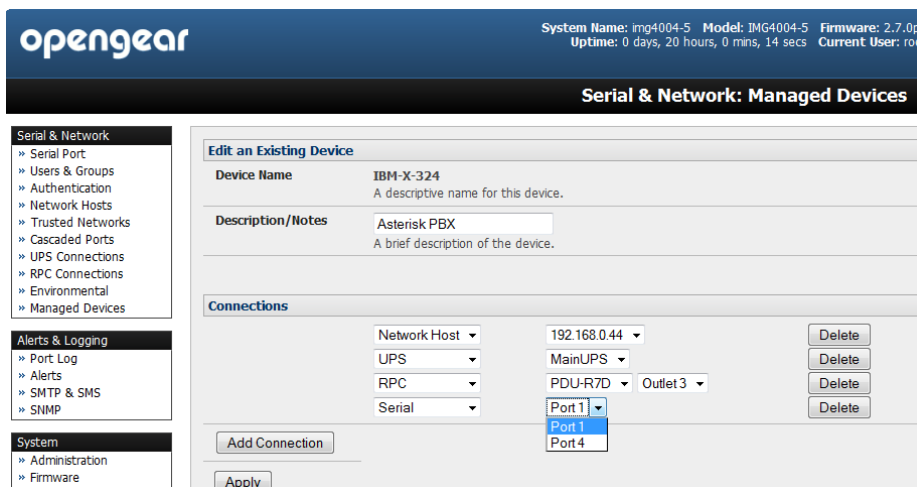 opengear
System Name: img4004-5 Model: IMG4004-5 Firmware: 2.7.0p
Uptime: 0 days, 20 hours, 0 mins, 14 secs Current User: roo
Serial & Network: Managed Devices
Serial & Network
» Serial Port
» Users & Groups
» Authentication
» Network Hosts
» Trusted Networks
» Cascaded Ports
» UPS Connections
» RPC Connections
» Environmental
» Managed Devices
Alerts & Logging
» Port Log
» Alerts
» SMTP & SMS
» SNMP
System
» Administration
» Firmware
Edit an Existing Device
Device Name IBM-X-324
A descriptive name for this device.
Description/Notes Asterisk PBX
A brief description of the device.
Connections
Network Host 192.168.0.44 Delete
UPS MainUPS Delete
RPC PDU-R7D Outlet 3 Delete
Serial Port 1 Delete
Port 1
Port 4
Add Connection
Apply